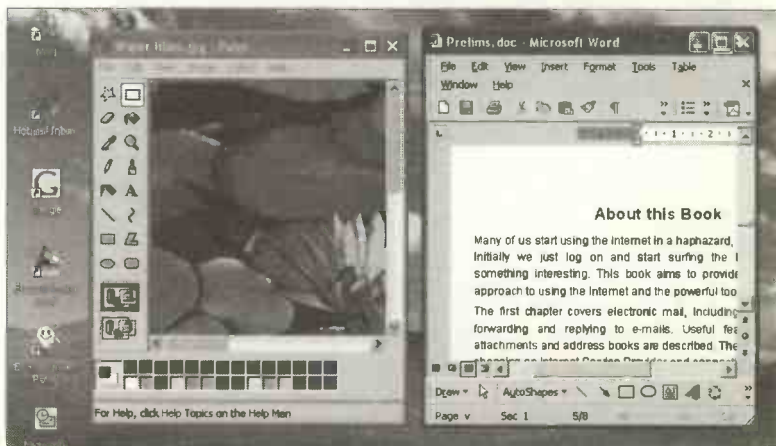 Prelims.doc - Microsoft Word
File Edit View Insert Format Tools Table
Window Help
1 2
About this Book
Many of us start using the Internet in a haphazard,
Initially we just log on and start surfing the I
something interesting. This book aims to provide
approach to using the Internet and the powerful too
The first chapter covers electronic mail, including
forwarding and replying to e-mails. Useful fea
attachments and address books are described. The
Draw AutoShapes
Page v Sec 1 5/8
For Help, click Help Topics on the Help Men